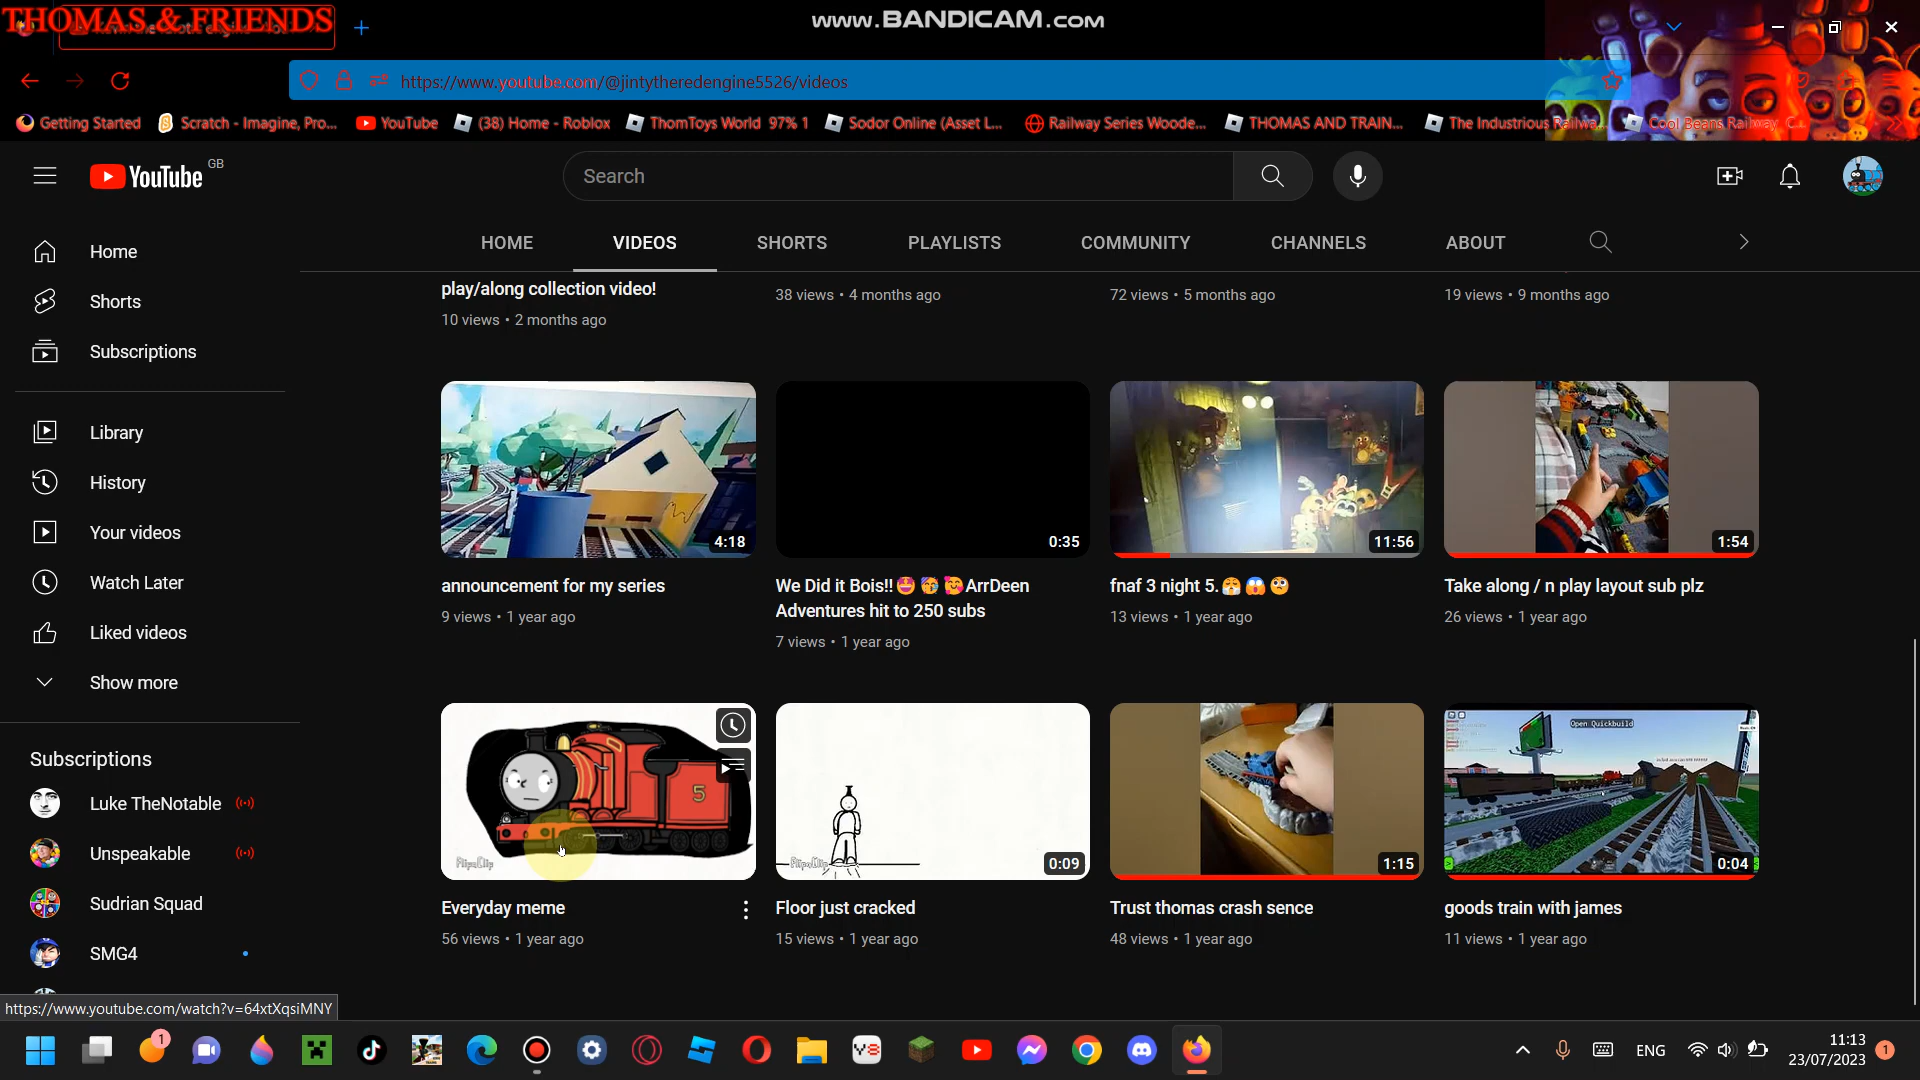 THOMAS & FRIENDS
www.BANDICAM.com
https://www.youtube.com/@jintytheredengine5526/videos
Getting Started
Scratch - Imagine, Pro...
YouTube
(38) Home - Roblox
ThomToys World 97% 1
Sodor Online (Asset L...
Railway Series Woode...
THOMAS AND TRAIN...
The Industrious Railwa...
Cool Beans Railway
YouTube GB
Search
HOME
VIDEOS
SHORTS
PLAYLISTS
COMMUNITY
CHANNELS
ABOUT
Home
Shorts
Subscriptions
Library
History
Your videos
Watch Later
Liked videos
Show more
Subscriptions
Luke TheNotable
Unspeakable
Sudrian Squad
SMG4
play/along collection video!
10 views • 2 months ago
38 views • 4 months ago
72 views • 5 months ago
19 views • 9 months ago
4:18
announcement for my series
9 views • 1 year ago
0:35
We Did it Bois!!🤩 🥳 🥰ArrDeen
Adventures hit to 250 subs
7 views • 1 year ago
11:56
fnaf 3 night 5.😤 😱 🥺
13 views • 1 year ago
1:54
Take along / n play layout sub plz
26 views • 1 year ago
5
FlipaClip
Everyday meme
56 views • 1 year ago
FlipaClip
0:09
Floor just cracked
15 views • 1 year ago
1:15
Trust thomas crash sence
48 views • 1 year ago
Open Quickbuild
0:04
goods train with james
11 views • 1 year ago
https://www.youtube.com/watch?v=64xtXqsiMNY
1
ENG
11:13
23/07/2023
1